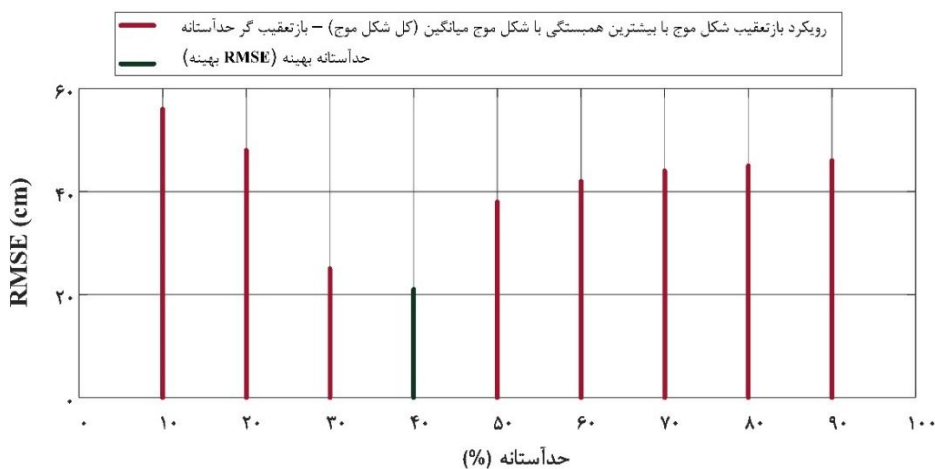 رویکرد بازتعقیب شکل موج با بیشترین همبستگی با شکل موج میانگین (کل شکل موج) – بازتعقیب گر حدآستانه
حدآستانه بهینه (RMSE بهینه)
RMSE (cm)
۶۰
۴۰
۲۰
۰
۰ ۱۰ ۲۰ ۳۰ ۴۰ ۵۰ ۶۰ ۷۰ ۸۰ ۹۰ ۱۰۰
حدآستانه (%)